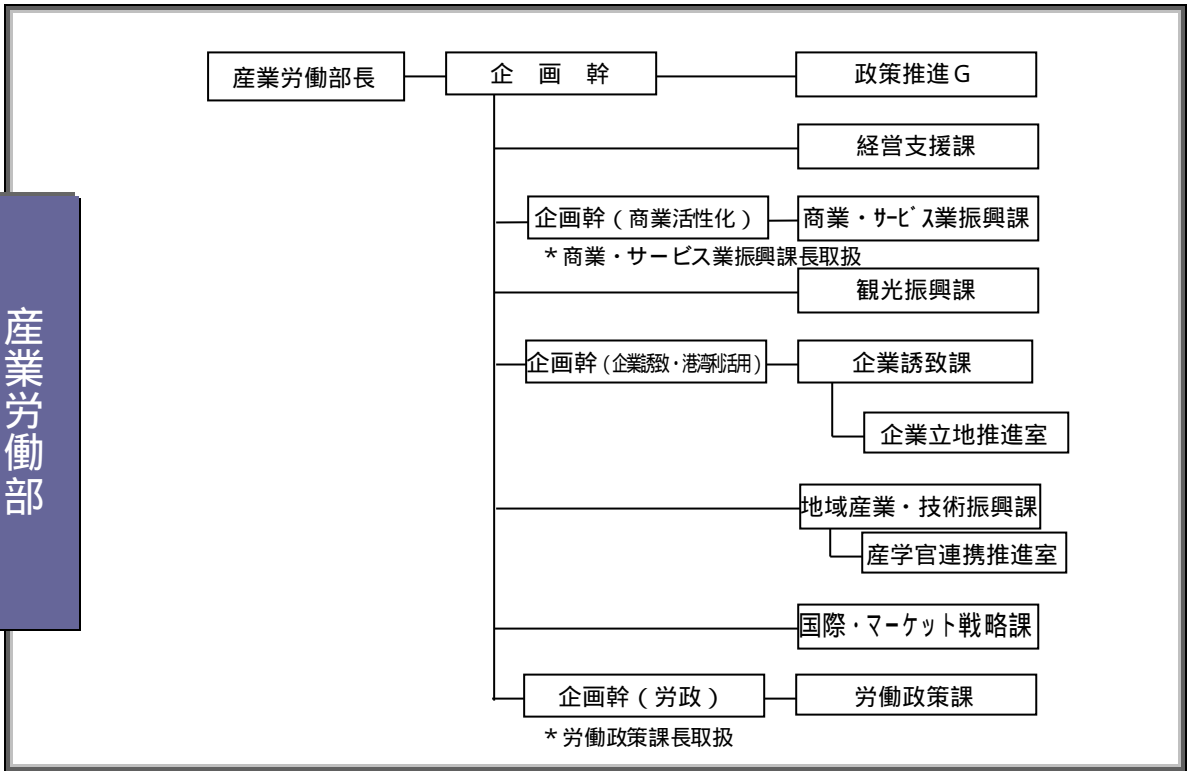 産業労働部
産業労働部長
企　画　幹
政策推進G
経営支援課
企画幹（商業活性化）
商業・ｻｰﾋﾞｽ業振興課
*商業・サービス業振興課長取扱
観光振興課
企画幹（企業誘致・港湾利活用）
企業誘致課
企業立地推進室
地域産業・技術振興課
産学官連携推進室
国際・マーケット戦略課
企画幹（労政）
労働政策課
*労働政策課長取扱